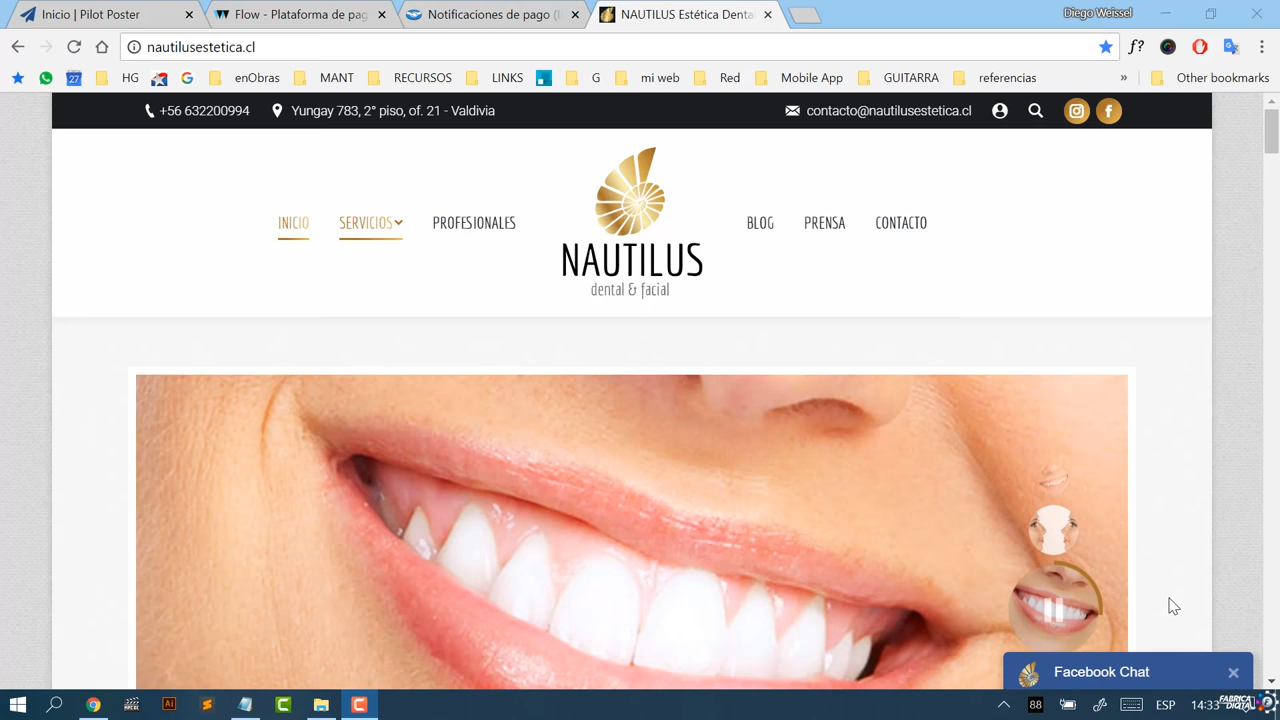 Inicio | Pilot Poster
Flow - Plataforma de pag
Notificaciones de pago (
NAUTILUS Estética Denta
Diego Weissel
nautilusestetica.cl
f?
27
HG
enObras
MANT
RECURSOS
LINKS
G
mi web
Red
Mobile App
GUITARRA
referencias
»
Other bookmarks
+56 632200994
Yungay 783, 2° piso, of. 21 - Valdivia
contacto@nautilusestetica.cl
INICIO
SERVICIOS
PROFESIONALES
NAUTILUS
dental & facial
BLOG
PRENSA
CONTACTO
Facebook Chat
88
ESP
14:33
FABRICA
DIGITAL